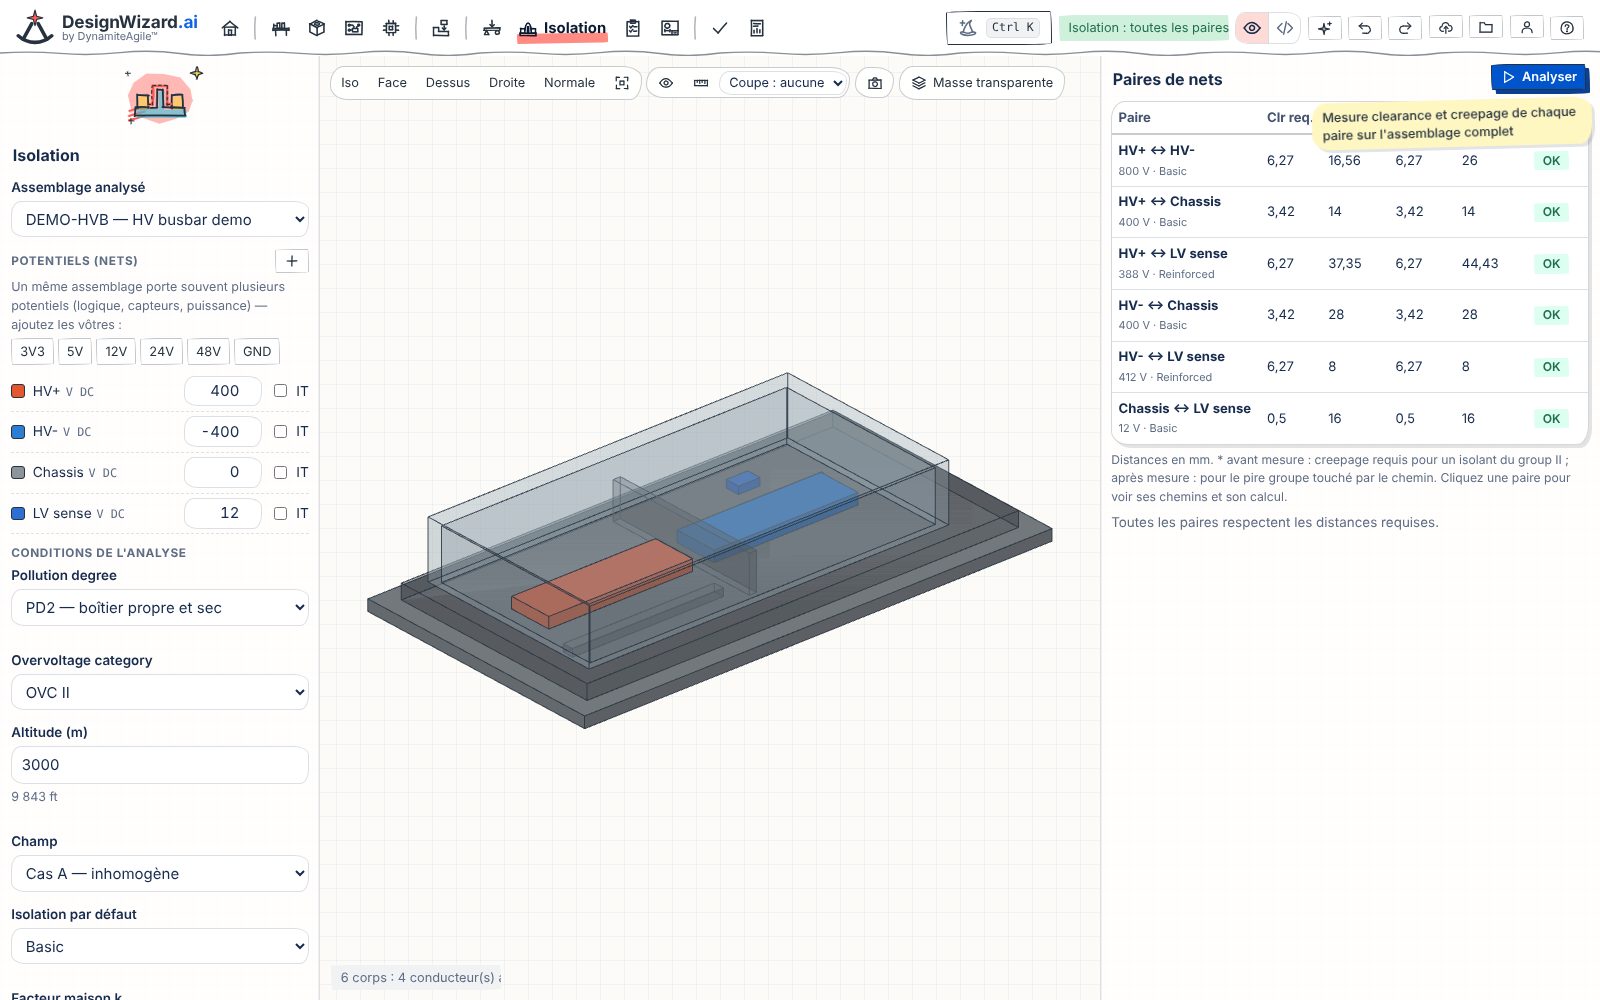 DesignWizard.ai
by DynamiteAgile™
Isolation
Ctrl K
Isolation : toutes les paires
Isolation
Assemblage analysé
DEMO-HVB — HV busbar demo
POTENTIELS (NETS)
Un même assemblage porte souvent plusieurs
potentiels (logique, capteurs, puissance) —
ajoutez les vôtres :
3V3 5V 12V 24V 48V GND
HV+ V DC 400 IT
HV- V DC -400 IT
Chassis V DC 0 IT
LV sense V DC 12 IT
CONDITIONS DE L'ANALYSE
Pollution degree
PD2 — boîtier propre et sec
Overvoltage category
OVC II
Altitude (m)
3000
9 843 ft
Champ
Cas A — inhomogène
Isolation par défaut
Basic
Facteur maison k
Iso Face Dessus Droite Normale Coupe : aucune Masse transparente
6 corps : 4 conducteur(s)
Paires de nets
Analyser
Mesure clearance et creepage de chaque
paire sur l'assemblage complet
Paire Clr req.
HV+ ↔ HV- 6,27 16,56 6,27 26 OK
800 V · Basic
HV+ ↔ Chassis 3,42 14 3,42 14 OK
400 V · Basic
HV+ ↔ LV sense 6,27 37,35 6,27 44,43 OK
388 V · Reinforced
HV- ↔ Chassis 3,42 28 3,42 28 OK
400 V · Basic
HV- ↔ LV sense 6,27 8 6,27 8 OK
412 V · Reinforced
Chassis ↔ LV sense 0,5 16 0,5 16 OK
12 V · Basic
Distances en mm. * avant mesure : creepage requis pour un isolant du group II ;
après mesure : pour le pire groupe touché par le chemin. Cliquez une paire pour
voir ses chemins et son calcul.
Toutes les paires respectent les distances requises.